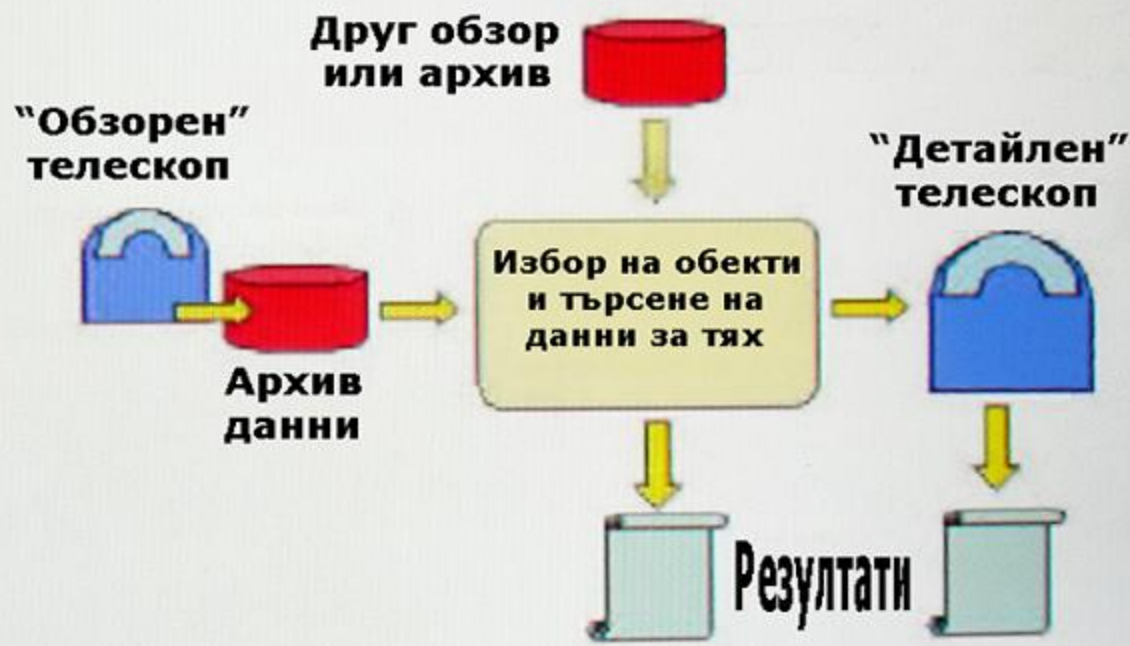 Друг обзор
или архив
“Обзорен”
телескоп
“Детайлен”
телескоп
Избор на обекти
и търсене на
данни за тях
Архив
данни
Резултати